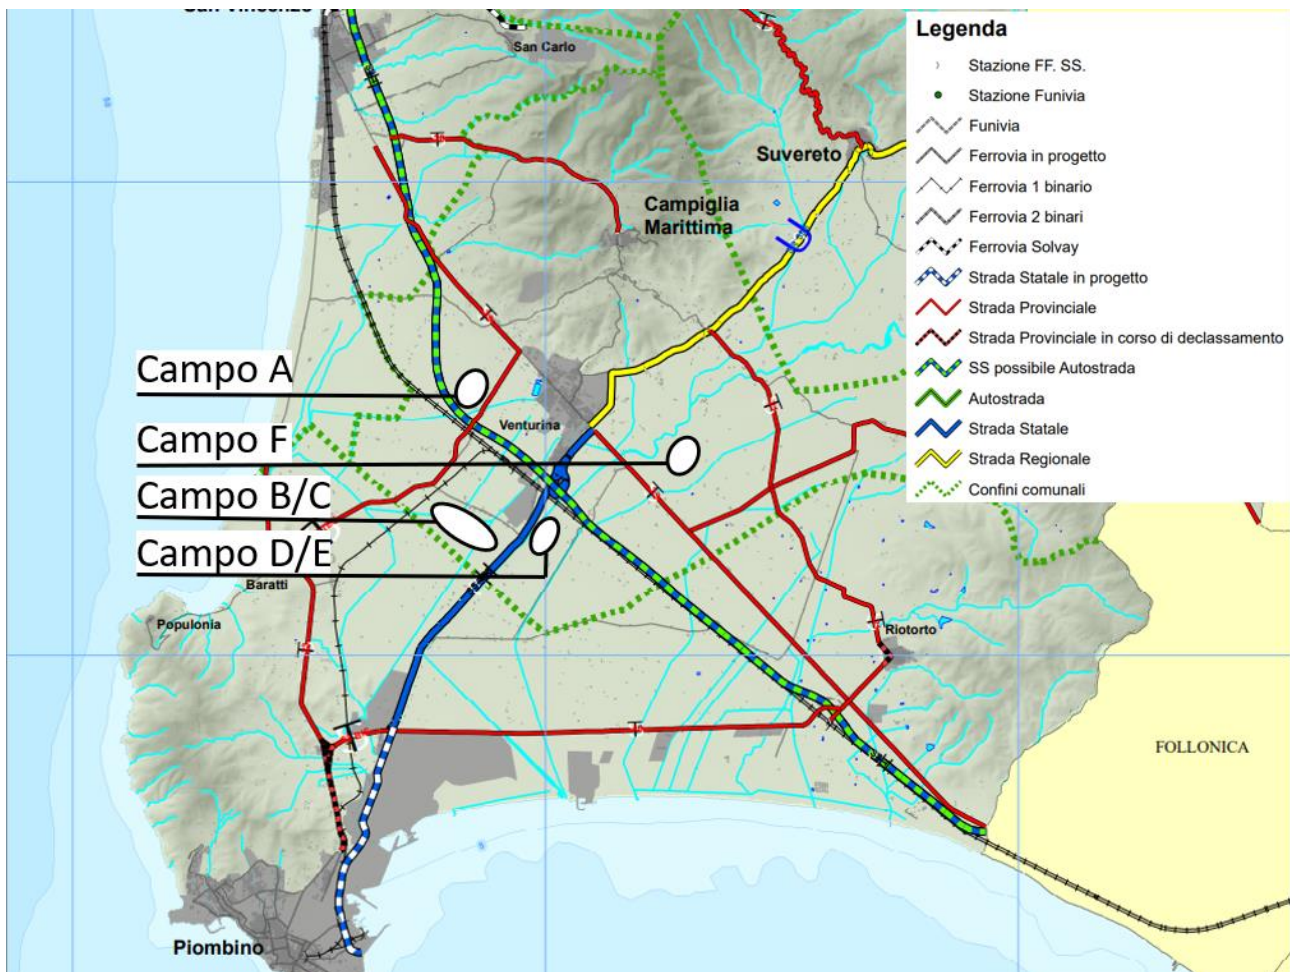 San Vincenzo
San Carlo
Suvereto
Campiglia
Marittima
Campo A
Venturina
Campo F
Campo B/C
Campo D/E
Baratti
Populonia
Riotorto
FOLLONICA
Piombino
Legenda
Stazione FF. SS.
Stazione Funivia
Funivia
Ferrovia in progetto
Ferrovia 1 binario
Ferrovia 2 binari
Ferrovia Solvay
Strada Statale in progetto
Strada Provinciale
Strada Provinciale in corso di declassamento
SS possibile Autostrada
Autostrada
Strada Statale
Strada Regionale
Confini comunali